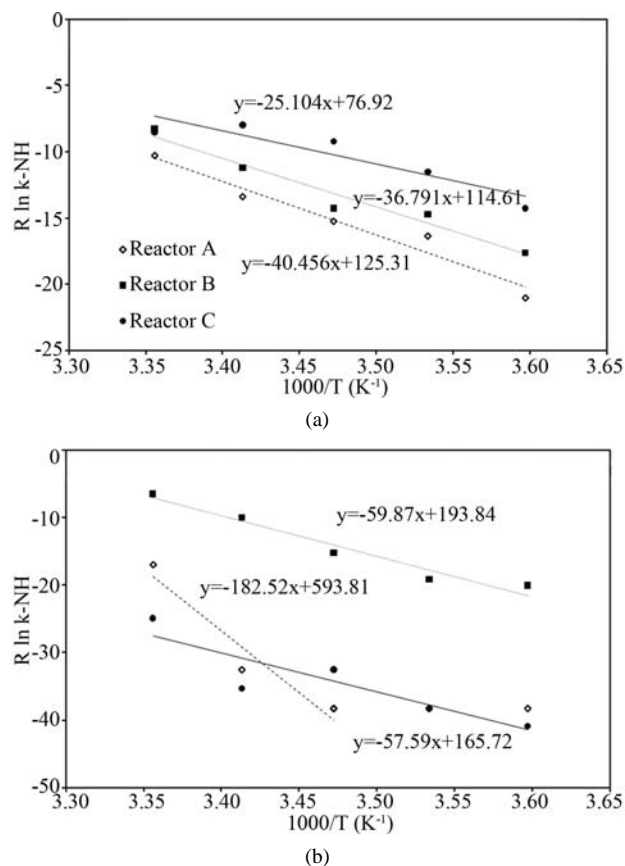 0
-5
y=-25.104x+76.92
R ln k-NH
-10
y=-36.791x+114.61
-15
Reactor A
y=-40.456x+125.31
Reactor B
-20
Reactor C
-25
3.30 3.35 3.40 3.45 3.50 3.55 3.60 3.65
1000/T (K⁻¹)
(a)
0
-10
y=-59.87x+193.84
R ln k-NH
-20
y=-182.52x+593.81
-30
-40
y=-57.59x+165.72
-50
3.30 3.35 3.40 3.45 3.50 3.55 3.60 3.65
1000/T (K⁻¹)
(b)